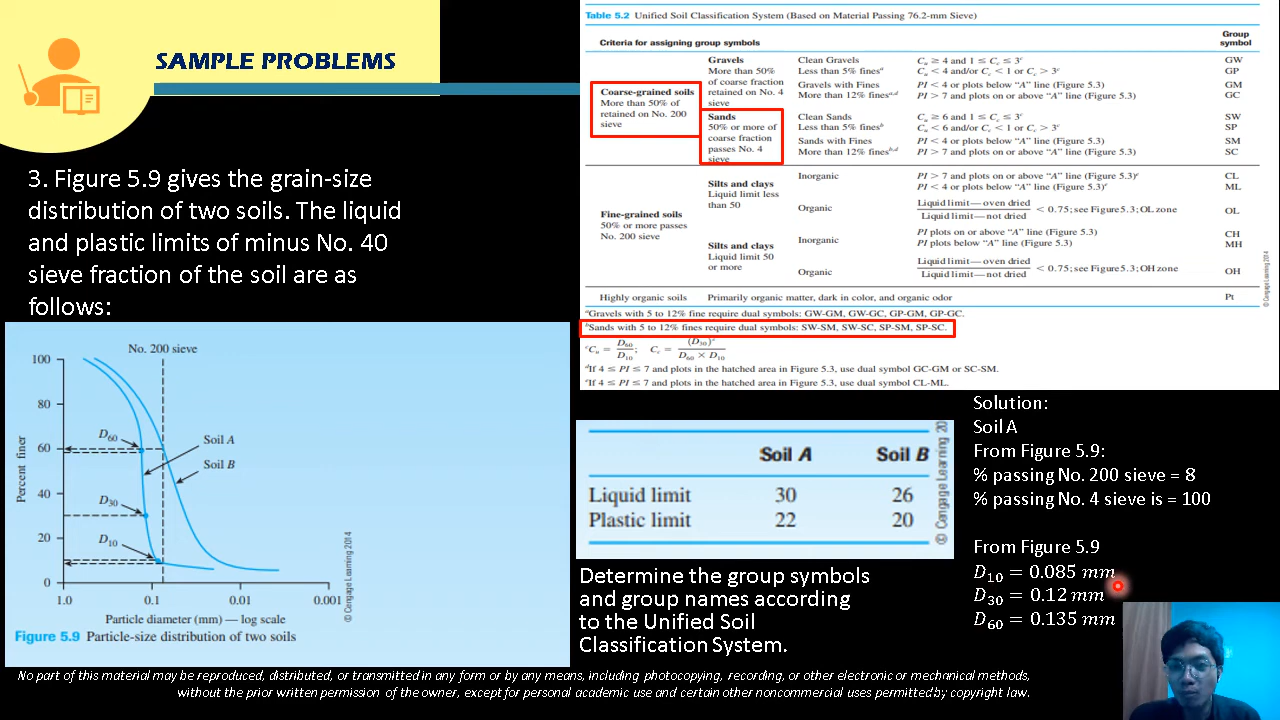 SAMPLE PROBLEMS
3. Figure 5.9 gives the grain-size
distribution of two soils. The liquid
and plastic limits of minus No. 40
sieve fraction of the soil are as
follows:
No. 200 sieve
100
80
60
40
20
0
Percent finer
D60
D30
D10
Soil A
Soil B
1.0
0.1
0.01
0.001
Particle diameter (mm) — log scale
© Cengage Learning 2014
Figure 5.9 Particle-size distribution of two soils
Table 5.2 Unified Soil Classification System (Based on Material Passing 76.2-mm Sieve)
Criteria for assigning group symbols
Group
symbol
Coarse-grained soils
More than 50% of
retained on No. 200
sieve
Gravels
More than 50%
of coarse fraction
retained on No. 4
sieve
Clean Gravels
Less than 5% finesᵃ
Cu ≥ 4 and 1 ≤ Cc ≤ 3ᶜ
GW
Cu < 4 and/or Cc < 1 or Cc > 3ᶜ
GP
Gravels with Fines
More than 12% finesᵃ,ᵈ
PI < 4 or plots below “A” line (Figure 5.3)
GM
PI > 7 and plots on or above “A” line (Figure 5.3)
GC
Sands
50% or more of
coarse fraction
passes No. 4
sieve
Clean Sands
Less than 5% finesᵇ
Cu ≥ 6 and 1 ≤ Cc ≤ 3ᶜ
SW
Cu < 6 and/or Cc < 1 or Cc > 3ᶜ
SP
Sands with Fines
More than 12% finesᵇ,ᵈ
PI < 4 or plots below “A” line (Figure 5.3)
SM
PI > 7 and plots on or above “A” line (Figure 5.3)
SC
Fine-grained soils
50% or more passes
No. 200 sieve
Silts and clays
Liquid limit less
than 50
Inorganic
PI > 7 and plots on or above “A” line (Figure 5.3)ᵉ
CL
PI < 4 or plots below “A” line (Figure 5.3)ᵉ
ML
Organic
Liquid limit—oven dried
Liquid limit—not dried
< 0.75; see Figure 5.3; OL zone
OL
Silts and clays
Liquid limit 50
or more
Inorganic
PI plots on or above “A” line (Figure 5.3)
CH
PI plots below “A” line (Figure 5.3)
MH
Organic
Liquid limit—oven dried
Liquid limit—not dried
< 0.75; see Figure 5.3; OH zone
OH
Highly organic soils
Primarily organic matter, dark in color, and organic odor
Pt
© Cengage Learning 2014
ᵃGravels with 5 to 12% fine require dual symbols: GW-GM, GW-GC, GP-GM, GP-GC.
ᵇSands with 5 to 12% fines require dual symbols: SW-SM, SW-SC, SP-SM, SP-SC.
ᶜCu = D60 / D10; Cc = (D30)² / D60 × D10
ᵈIf 4 ≤ PI ≤ 7 and plots in the hatched area in Figure 5.3, use dual symbol GC-GM or SC-SM.
ᵉIf 4 ≤ PI ≤ 7 and plots in the hatched area in Figure 5.3, use dual symbol CL-ML.
Soil A Soil B
Liquid limit 30 26
Plastic limit 22 20
© Cengage Learning 20
Determine the group symbols
and group names according
to the Unified Soil
Classification System.
Solution:
Soil A
From Figure 5.9:
% passing No. 200 sieve = 8
% passing No. 4 sieve is = 100
From Figure 5.9
D10 = 0.085 mm
D30 = 0.12 mm
D60 = 0.135 mm
No part of this material may be reproduced, distributed, or transmitted in any form or by any means, including photocopying, recording, or other electronic or mechanical methods,
without the prior written permission of the owner, except for personal academic use and certain other noncommercial uses permitted by copyright law.